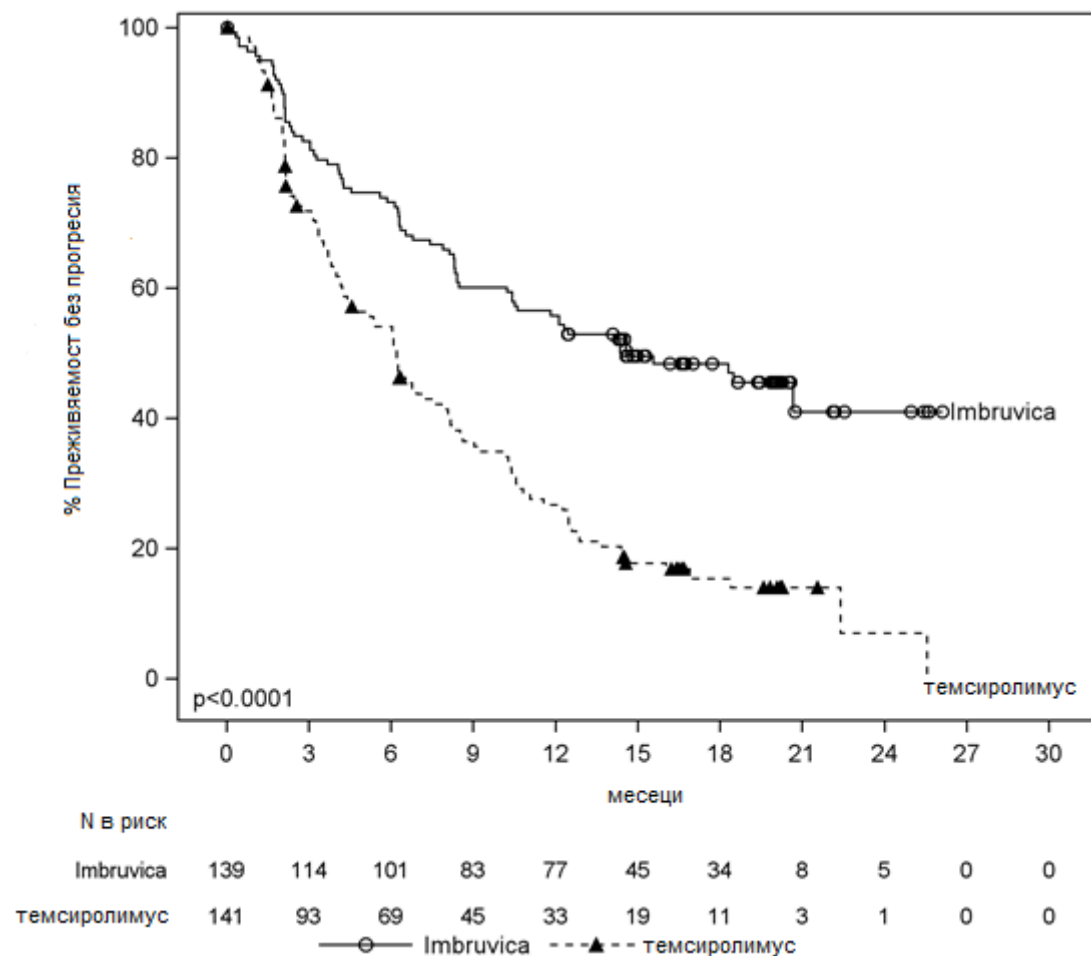 % Преживяемост без прогресия
100
80
60
40
20
0
Imbruvica
темсиролимус
p<0.0001
0 3 6 9 12 15 18 21 24 27 30
месеци
N в риск
Imbruvica 139 114 101 83 77 45 34 8 5 0 0
темсиролимус 141 93 69 45 33 19 11 3 1 0 0
Imbruvica темсиролимус